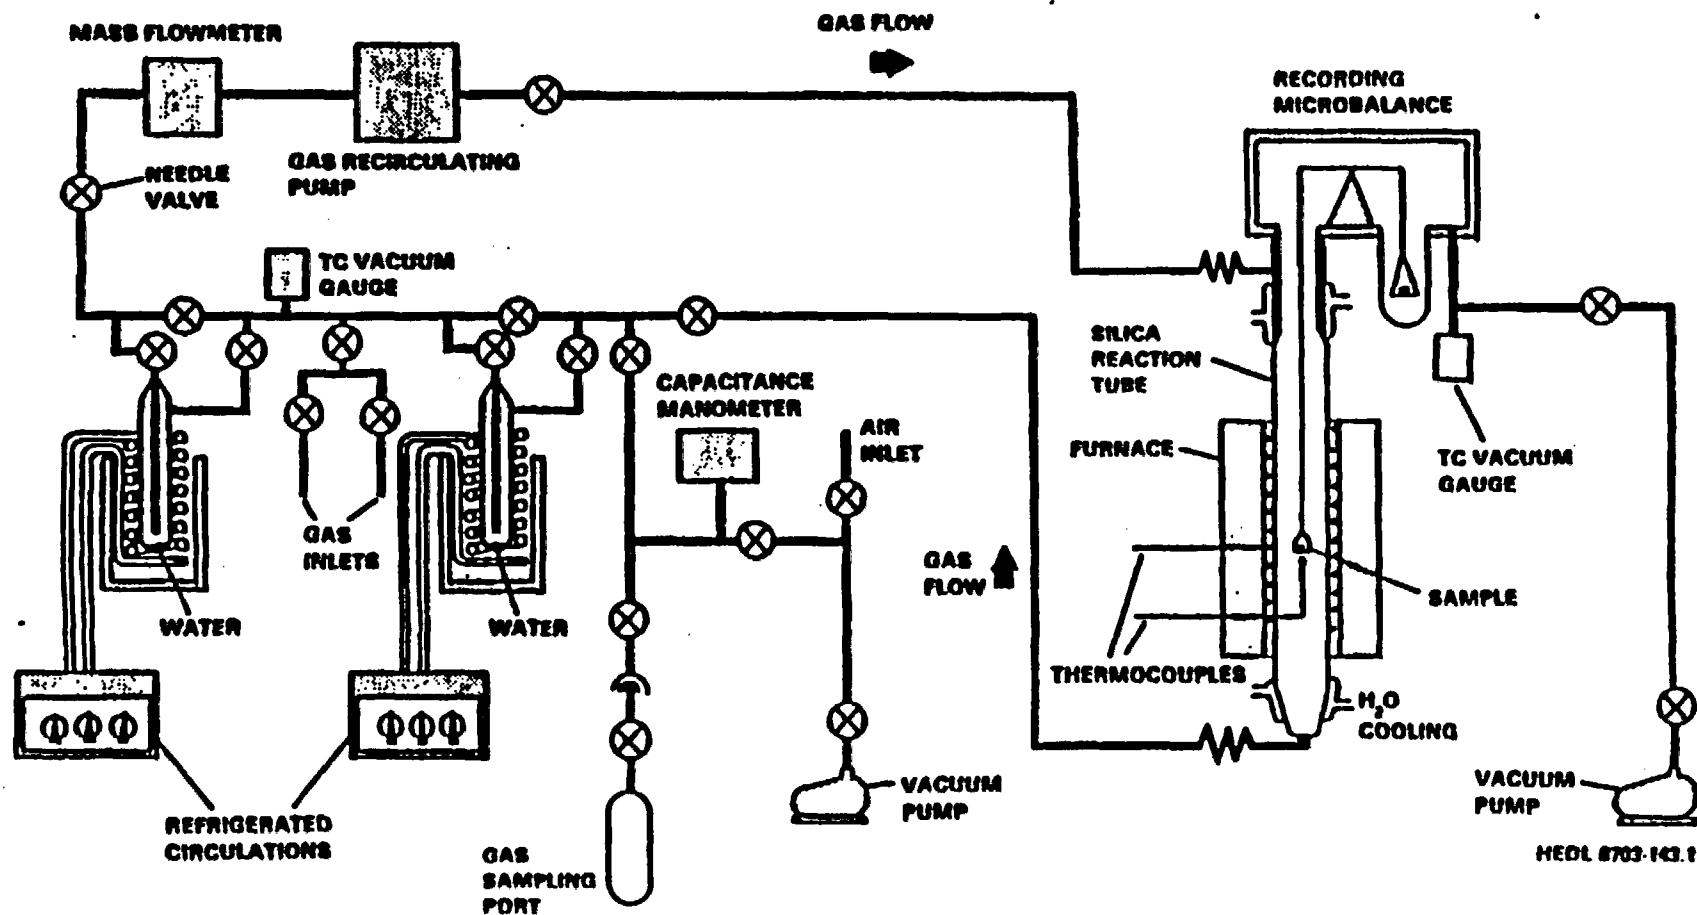 MASS FLOWMETER
GAS FLOW
RECORDING
MICROBALANCE
GAS RECIRCULATING
PUMP
NEEDLE
VALVE
TC VACUUM
GAUGE
SILICA
REACTION
TUBE
CAPACITANCE
MANOMETER
AIR
INLET
FURNACE
TC VACUUM
GAUGE
GAS
INLETS
GAS
FLOW
SAMPLE
WATER
WATER
THERMOCOUPLES
H2O
COOLING
VACUUM
PUMP
VACUUM
PUMP
REFRIGERATED
CIRCULATIONS
GAS
SAMPLING
PORT
HEDL 8703-143.1